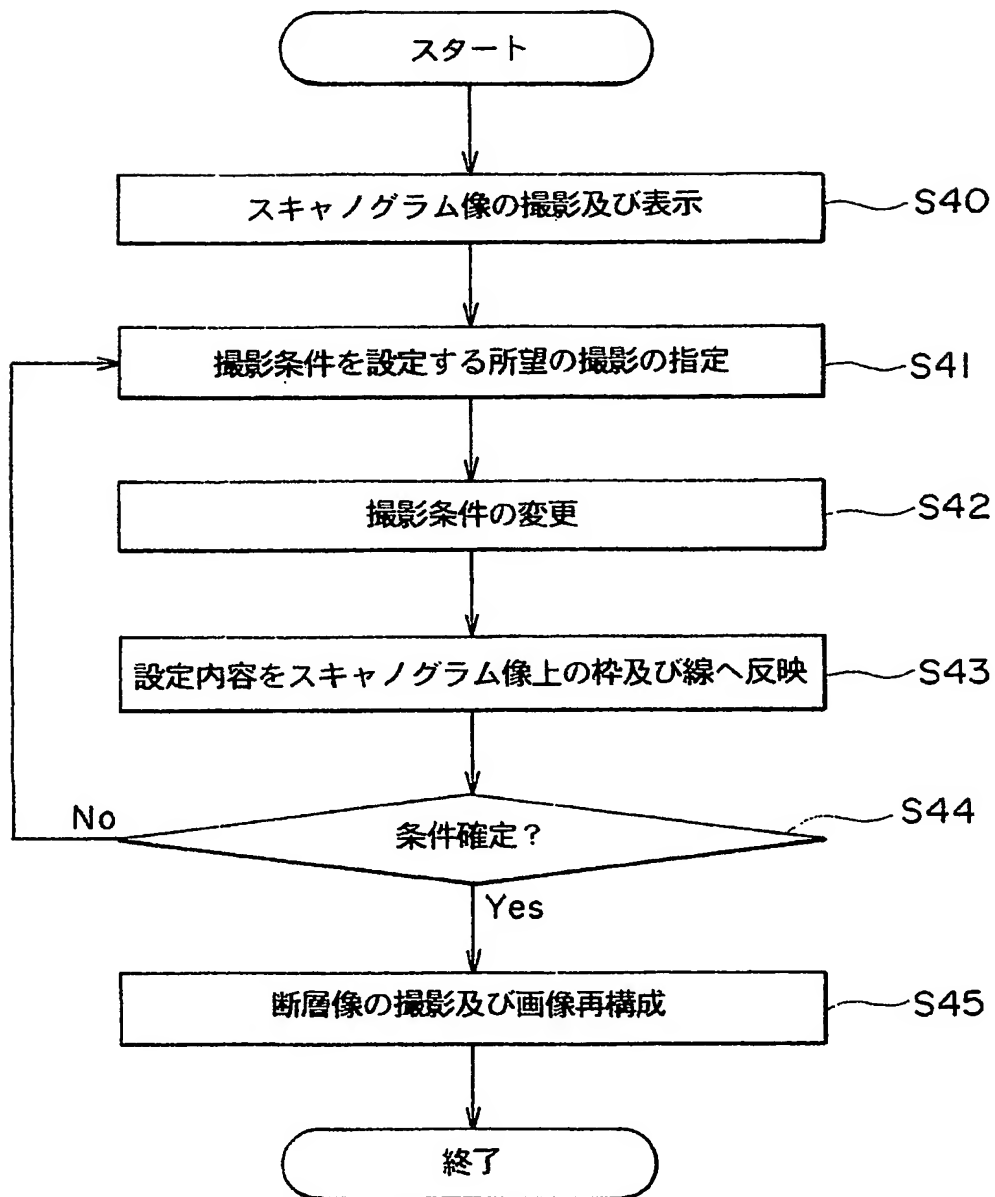 スタート
スキャノグラム像の撮影及び表示
S40
撮影条件を設定する所望の撮影の指定
S41
撮影条件の変更
S42
設定内容をスキャノグラム像上の枠及び線へ反映
S43
条件確定?
S44
No
Yes
断層像の撮影及び画像再構成
S45
終了